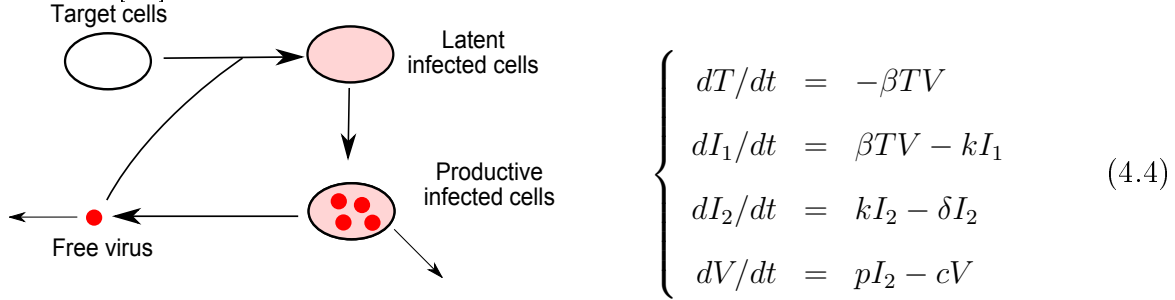 Target cells
Latent
infected cells
Productive
infected cells
Free virus
dT/dt = −βTV
dI₁/dt = βTV − kI₁
dI₂/dt = kI₂ − δI₂
dV/dt = pI₂ − cV
(4.4)